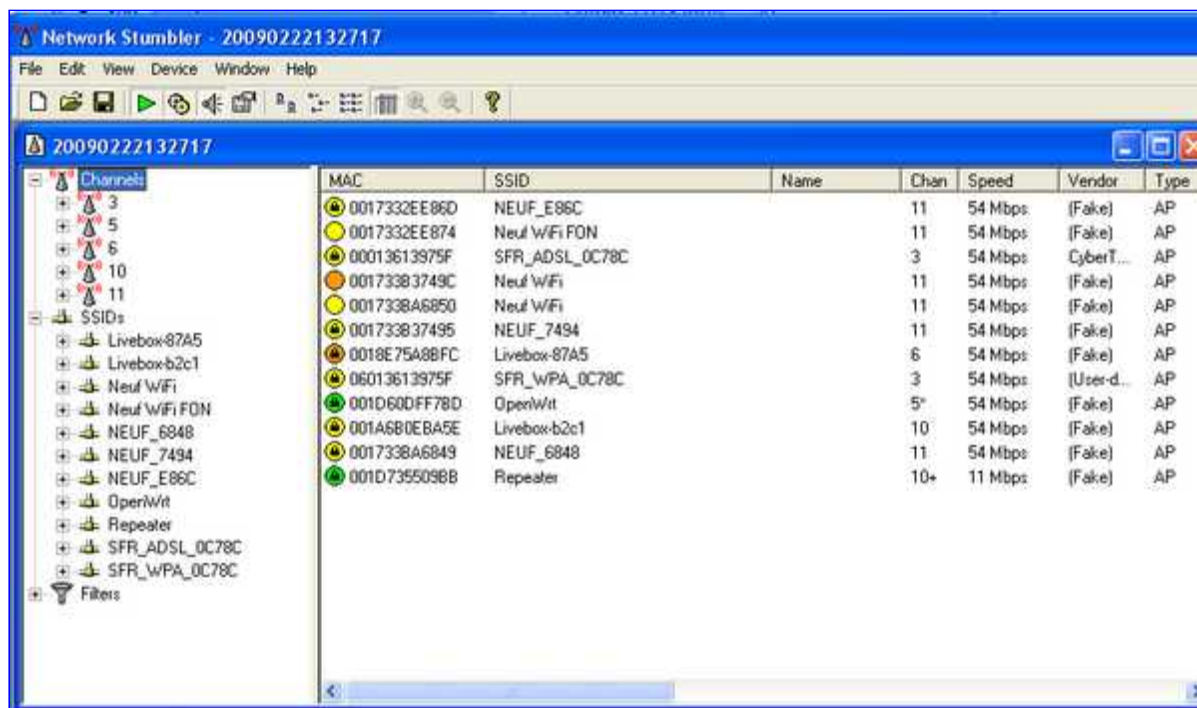 Network Stumbler - 20090222132717
File Edit View Device Window Help
20090222132717
Channels
3
5
6
10
11
SSIDs
Livebox-87A5
Livebox-b2c1
Neuf WiFi
Neuf WiFi FON
NEUF_6848
NEUF_7494
NEUF_E86C
OpenWrt
Repeater
SFR_ADSL_0C78C
SFR_WPA_0C78C
Filters
MAC SSID Name Chan Speed Vendor Type
0017332EE86D NEUF_E86C 11 54 Mbps (Fake) AP
0017332EE874 Neuf WiFi FON 11 54 Mbps (Fake) AP
00013613975F SFR_ADSL_0C78C 3 54 Mbps CyberT... AP
001733B3749C Neuf WiFi 11 54 Mbps (Fake) AP
001733BA6850 Neuf WiFi 11 54 Mbps (Fake) AP
001733B37495 NEUF_7494 11 54 Mbps (Fake) AP
0018E75A8BFC Livebox-87A5 6 54 Mbps (Fake) AP
06013613975F SFR_WPA_0C78C 3 54 Mbps (User-d... AP
001D60DFF78D OpenWrt 5* 54 Mbps (Fake) AP
001A6B0EBA5E Livebox-b2c1 10 54 Mbps (Fake) AP
001733BA6849 NEUF_6848 11 54 Mbps (Fake) AP
001D735509BB Repeater 10+ 11 Mbps (Fake) AP